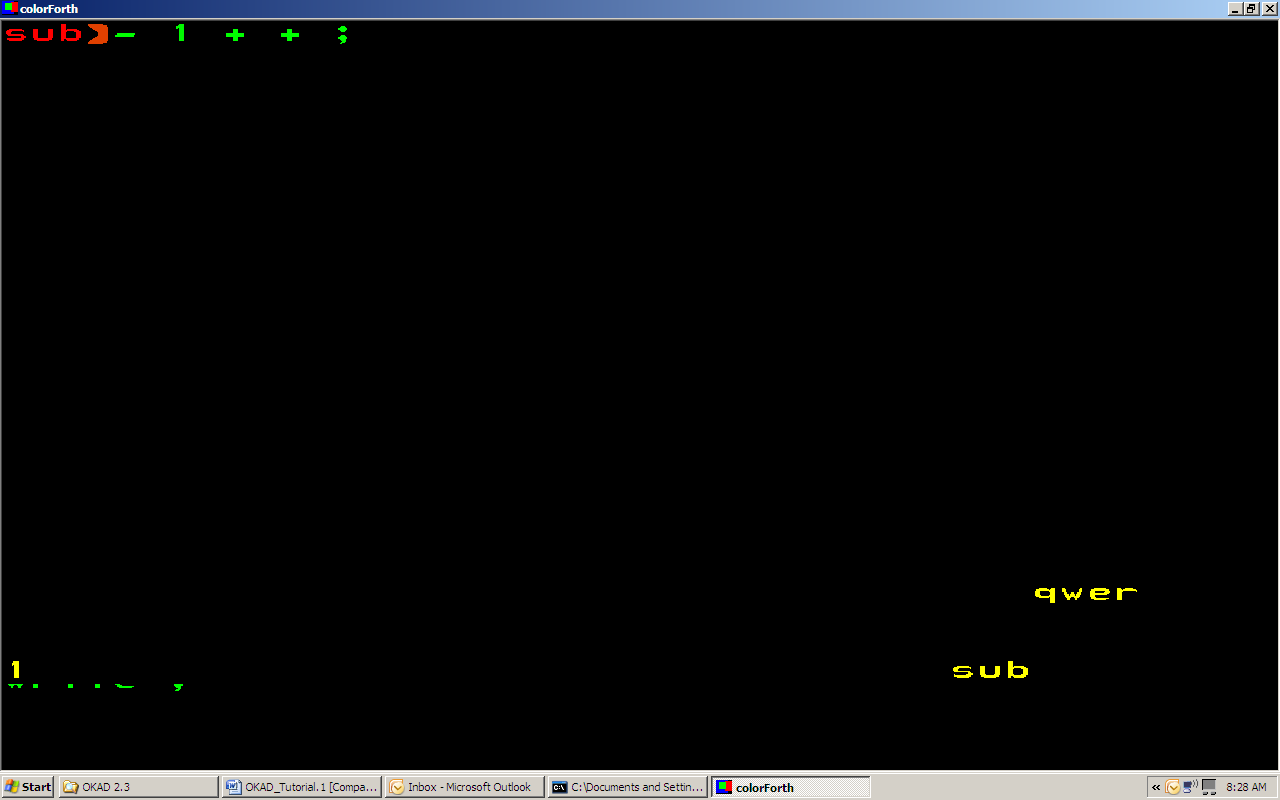 colorForth
sub - 1 + + ;
qwer
1
sub
Start
OKAD 2.3
OKAD_Tutorial.1 [Compa...
Inbox - Microsoft Outlook
C:\Documents and Settin...
colorForth
8:28 AM